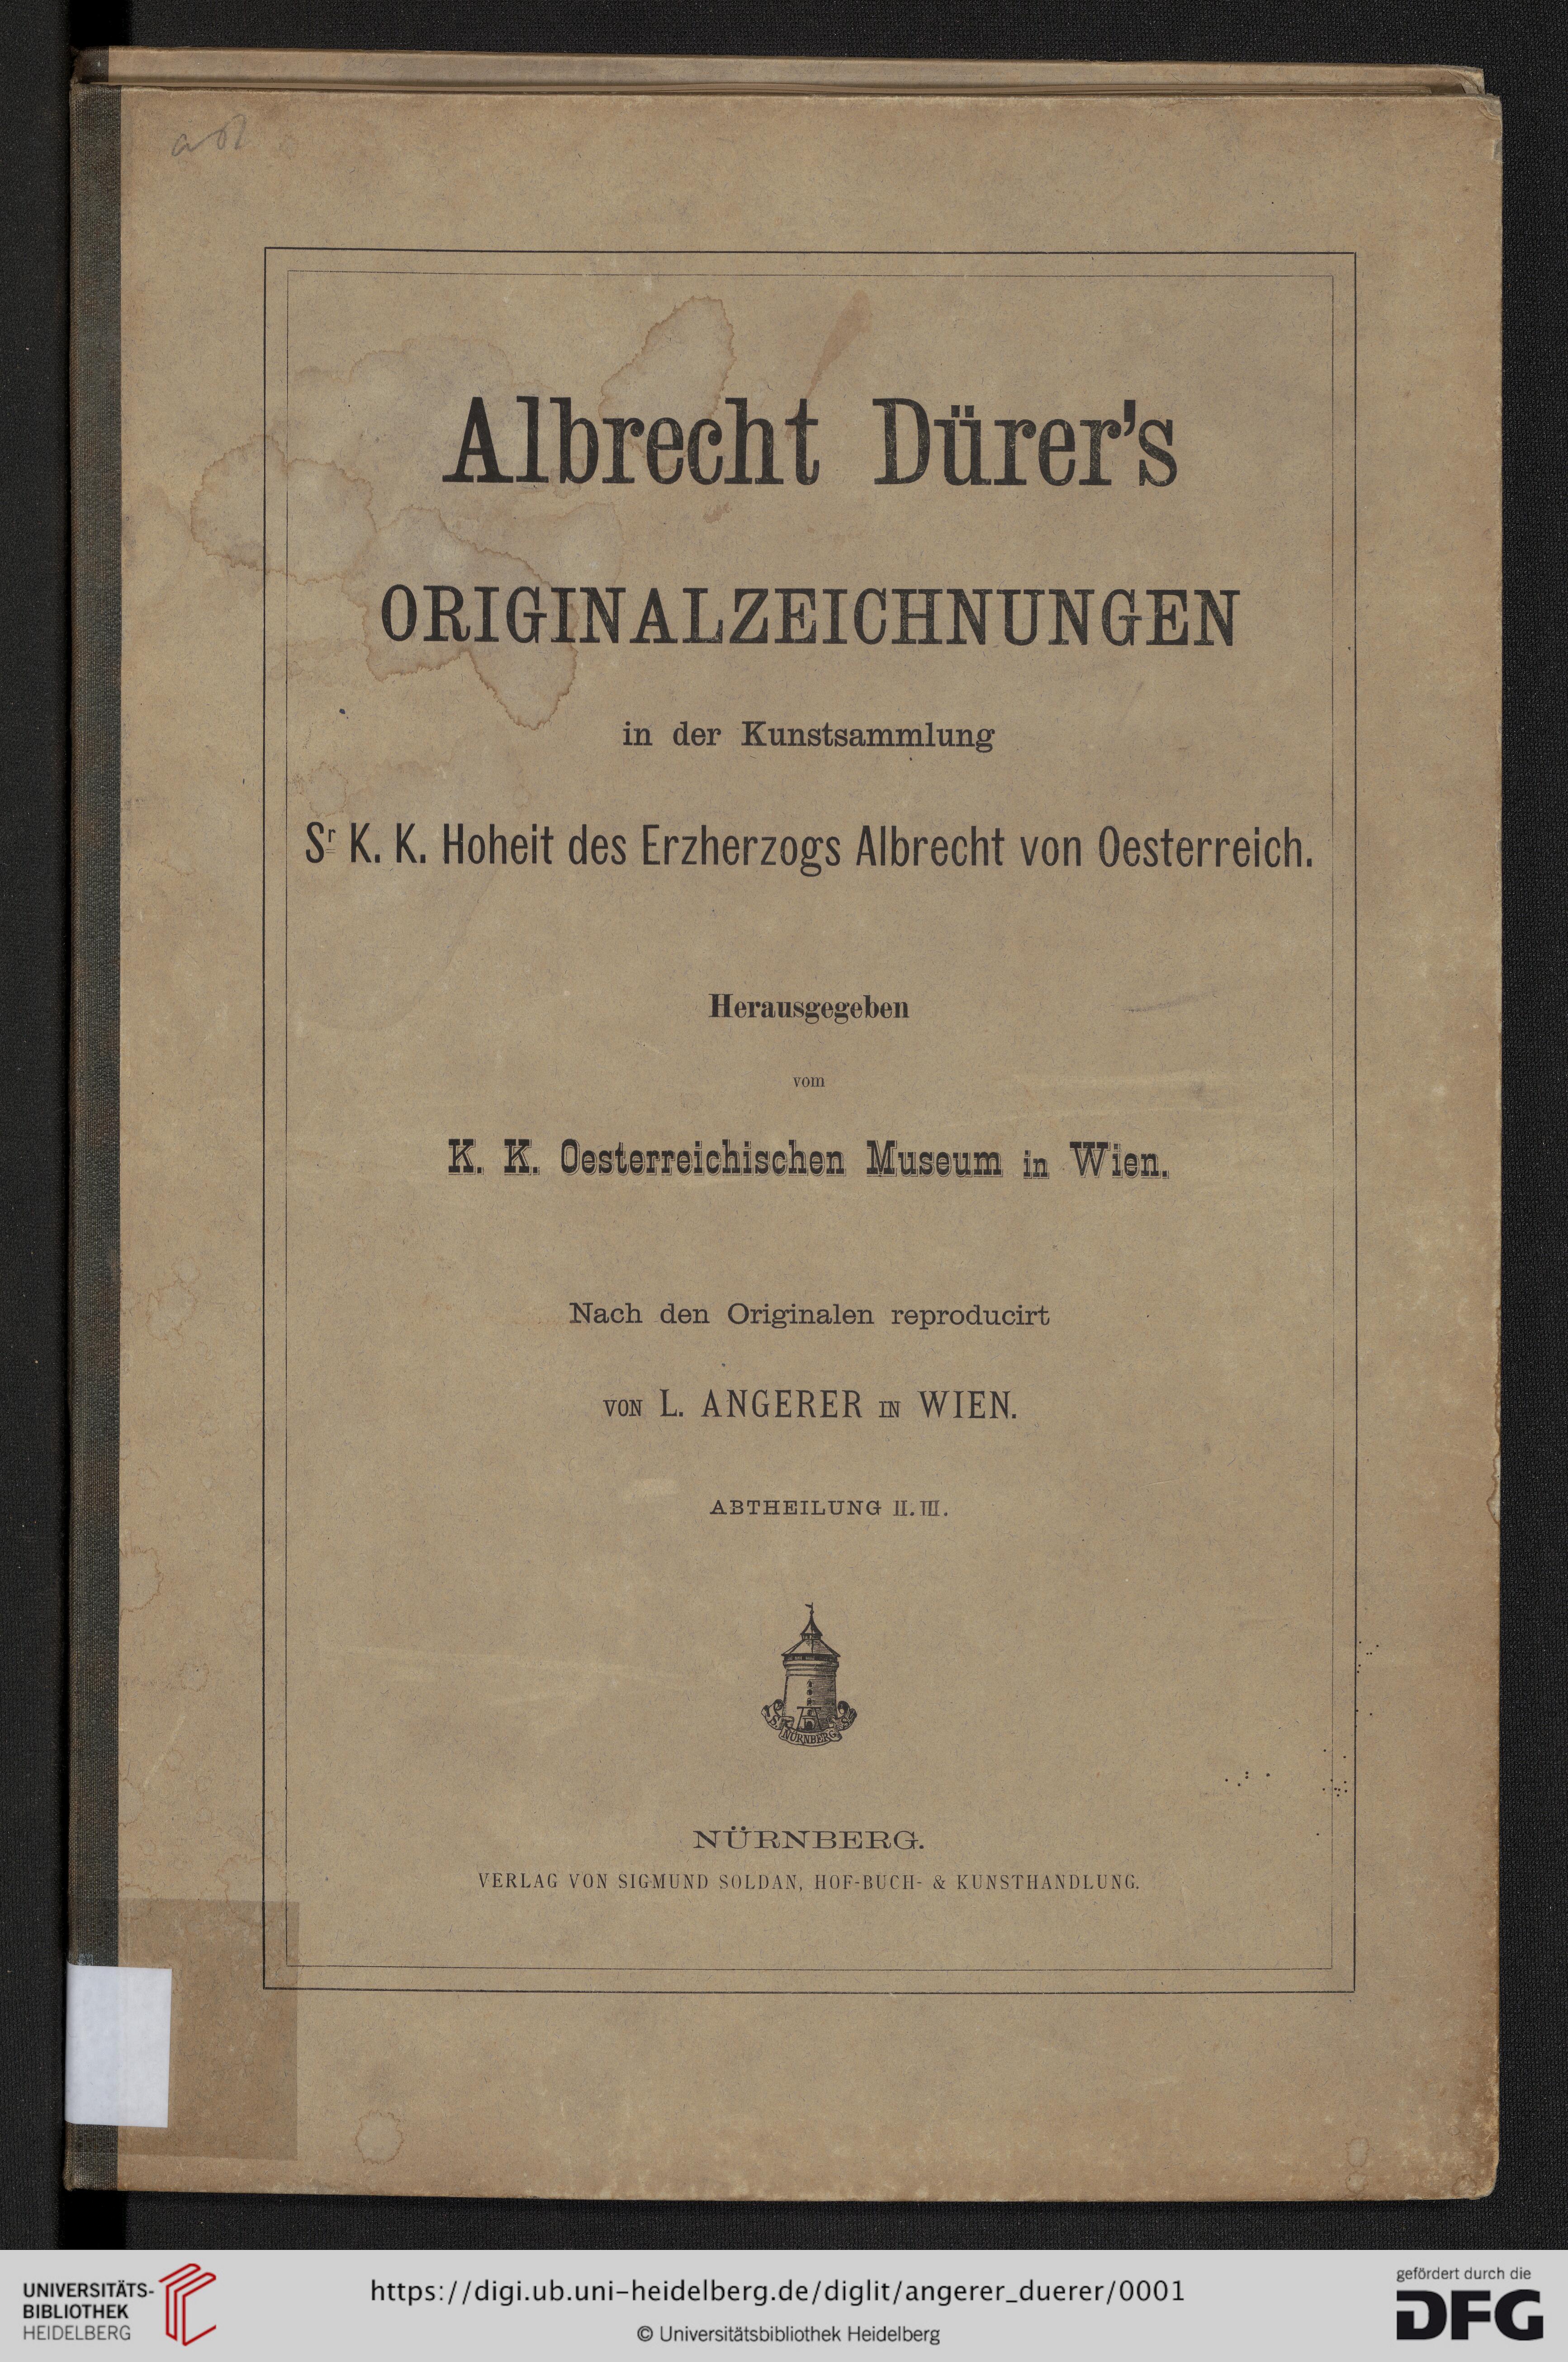 Albrecht Dürer's
ORIGINALZEICHNUNGEN
in der Kunstsammlung
Sr K. K. Hoheit des Erzherzogs Albrecht von Oesterreich.
Herausgegeben
vom
K. K. Oesterreichischen Museum in Wien.
Nach den Originalen reproducirt
VON L. ANGERER IN WIEN.
ABTHEILUNG II. III.
S. NÜRNBERG S.
NÜRNBERG.
VERLAG VON SIGMUND SOLDAN, HOF-BUCH- & KUNSTHANDLUNG.
UNIVERSITÄTS-
BIBLIOTHEK
HEIDELBERG
https://digi.ub.uni-heidelberg.de/diglit/angerer_duerer/0001
© Universitätsbibliothek Heidelberg
gefördert durch die
DFG